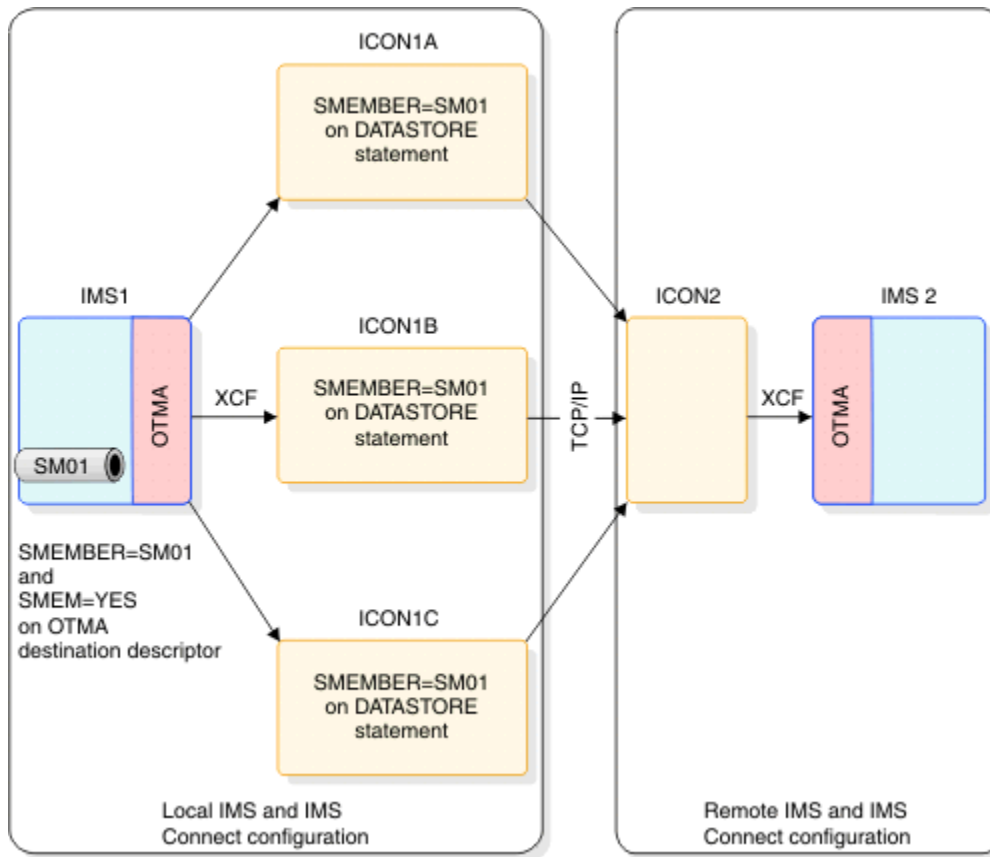 ICON1A
SMEMBER=SM01
on DATASTORE
statement
IMS1
OTMA
SM01
XCF
ICON1B
SMEMBER=SM01
on DATASTORE
statement
TCP/IP
ICON2
XCF
IMS 2
OTMA
SMEMBER=SM01
and
SMEM=YES
on OTMA
destination descriptor
ICON1C
SMEMBER=SM01
on DATASTORE
statement
Local IMS and IMS
Connect configuration
Remote IMS and IMS
Connect configuration